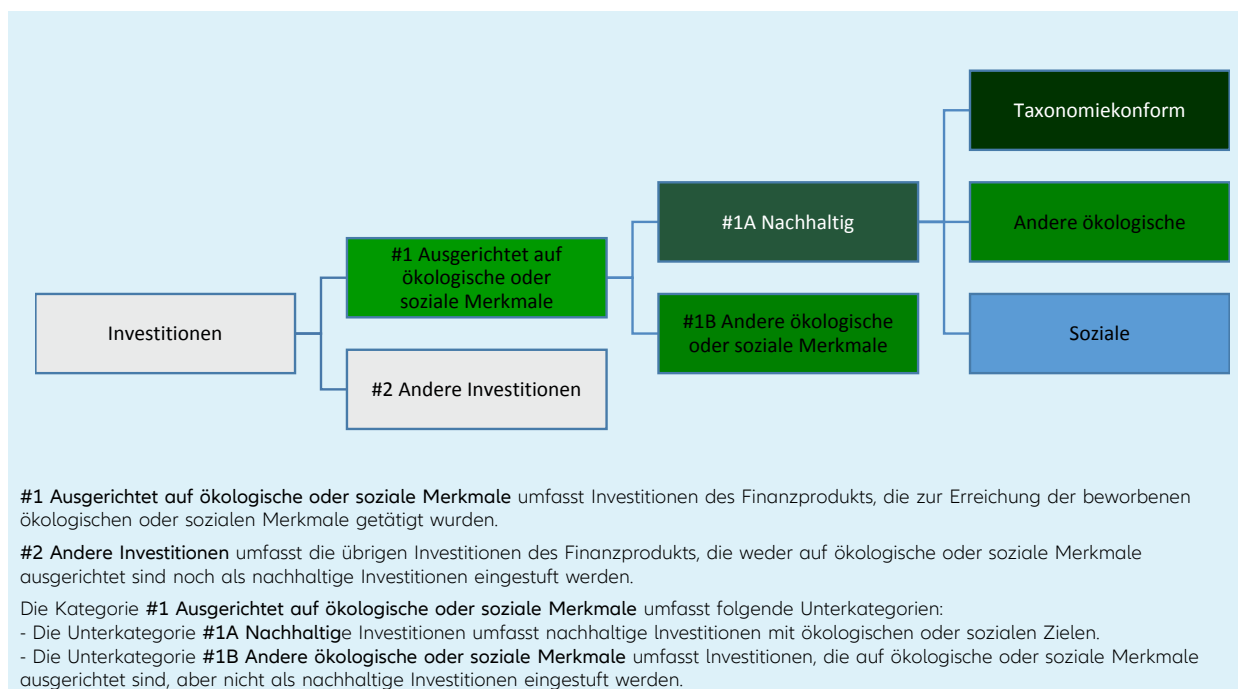 Taxonomiekonform
#1A Nachhaltig
Andere ökologische
#1 Ausgerichtet auf
ökologische oder
soziale Merkmale
Investitionen
#1B Andere ökologische
oder soziale Merkmale
Soziale
#2 Andere Investitionen
#1 Ausgerichtet auf ökologische oder soziale Merkmale umfasst Investitionen des Finanzprodukts, die zur Erreichung der beworbenen
ökologischen oder sozialen Merkmale getätigt wurden.
#2 Andere Investitionen umfasst die übrigen Investitionen des Finanzprodukts, die weder auf ökologische oder soziale Merkmale
ausgerichtet sind noch als nachhaltige Investitionen eingestuft werden.
Die Kategorie #1 Ausgerichtet auf ökologische oder soziale Merkmale umfasst folgende Unterkategorien:
- Die Unterkategorie #1A Nachhaltige Investitionen umfasst nachhaltige Investitionen mit ökologischen oder sozialen Zielen.
- Die Unterkategorie #1B Andere ökologische oder soziale Merkmale umfasst Investitionen, die auf ökologische oder soziale Merkmale
ausgerichtet sind, aber nicht als nachhaltige Investitionen eingestuft werden.